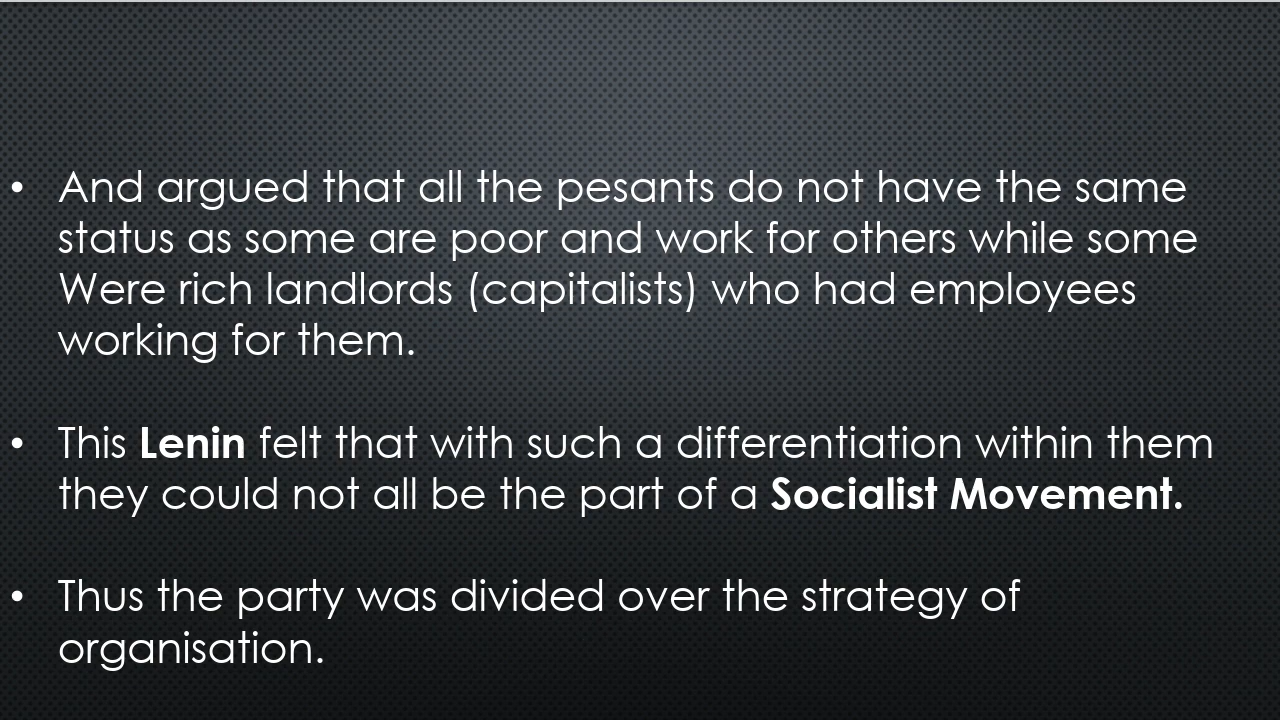 • And argued that all the pesants do not have the same
status as some are poor and work for others while some
Were rich landlords (capitalists) who had employees
working for them.
• This Lenin felt that with such a differentiation within them
they could not all be the part of a Socialist Movement.
• Thus the party was divided over the strategy of
organisation.